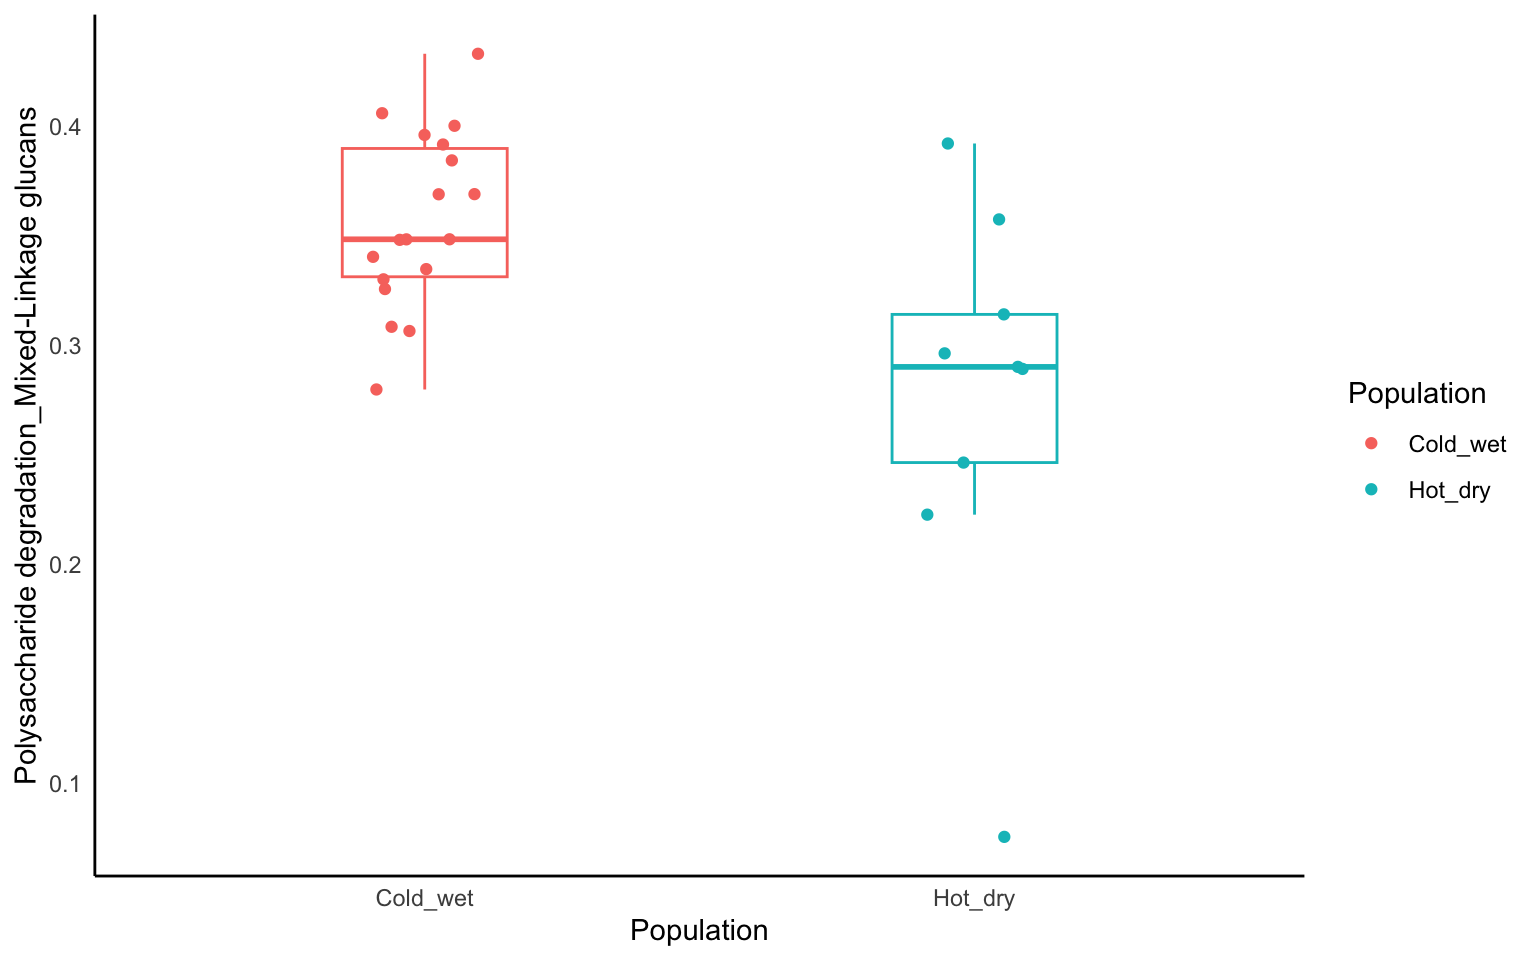 Polysaccharide degradation_Mixed-Linkage glucans
0.4
0.3
0.2
0.1
Cold_wet
Hot_dry
Population
Population
Cold_wet
Hot_dry